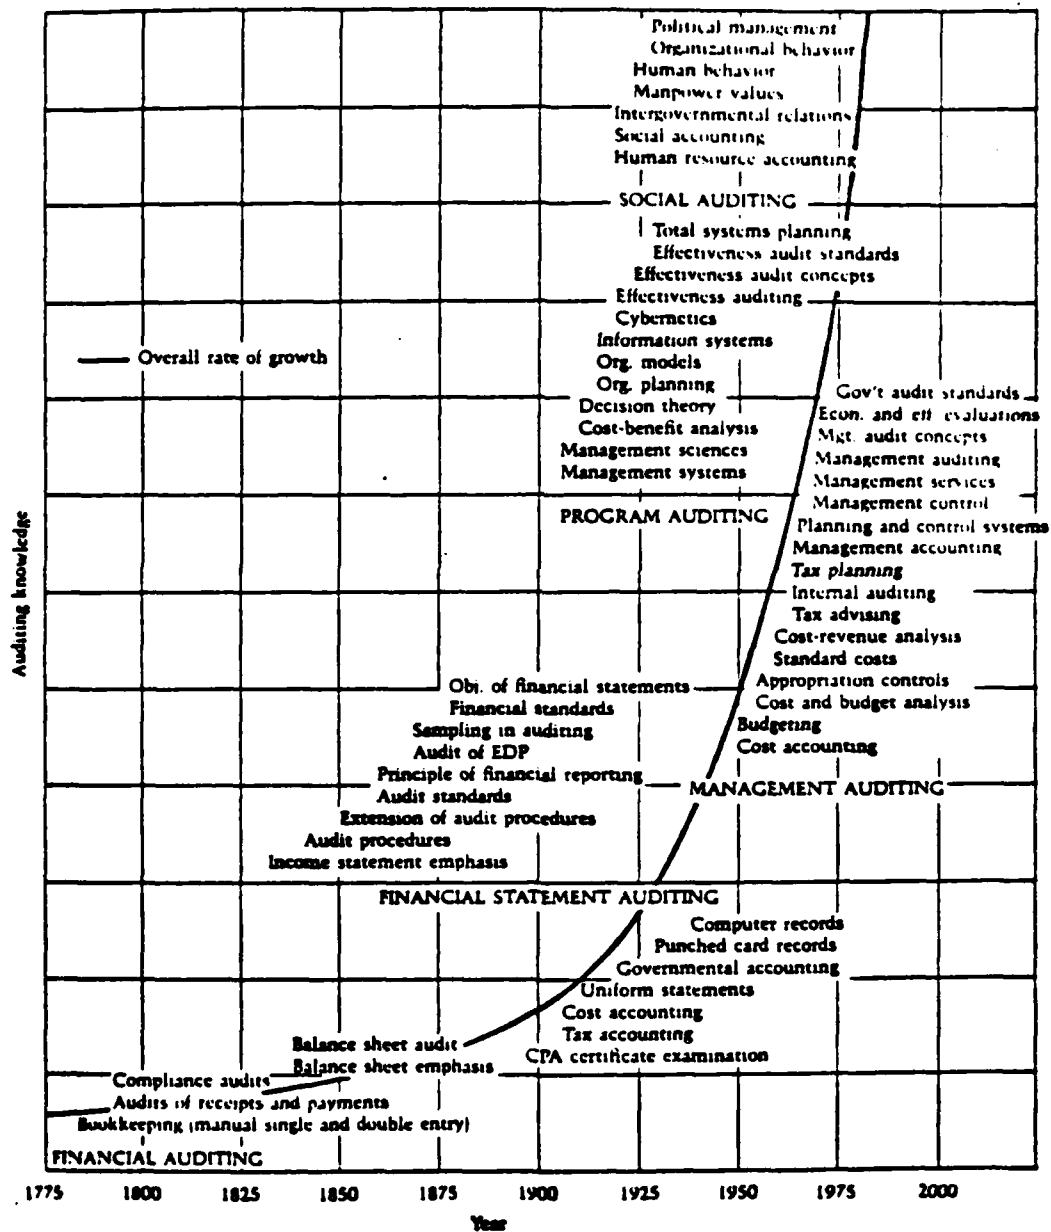 Political management
Organizational behavior
Human behavior
Manpower values
Intergovernmental relations
Social accounting
Human resource accounting
SOCIAL AUDITING
Total systems planning
Effectiveness audit standards
Effectiveness audit concepts
Effectiveness auditing
Cybernetics
Information systems
Overall rate of growth
Org. models
Org. planning
Decision theory
Cost-benefit analysis
Management sciences
Management systems
PROGRAM AUDITING
Gov't audit standards
Econ. and eff. evaluations
Mgt. audit concepts
Management auditing
Management services
Management control
Planning and control systems
Management accounting
Tax planning
Internal auditing
Tax advising
Cost-revenue analysis
Standard costs
Appropriation controls
Cost and budget analysis
Budgeting
Cost accounting
MANAGEMENT AUDITING
Auditing knowledge
Obj. of financial statements
Financial standards
Sampling in auditing
Audit of EDP
Principle of financial reporting
Audit standards
Extension of audit procedures
Audit procedures
Income statement emphasis
FINANCIAL STATEMENT AUDITING
Computer records
Punched card records
Governmental accounting
Uniform statements
Cost accounting
Tax accounting
CPA certificate examination
Balance sheet audit
Balance sheet emphasis
Compliance audits
Audits of receipts and payments
Bookkeeping (manual single and double entry)
FINANCIAL AUDITING
1775 1800 1825 1850 1875 1900 1925 1950 1975 2000
Year